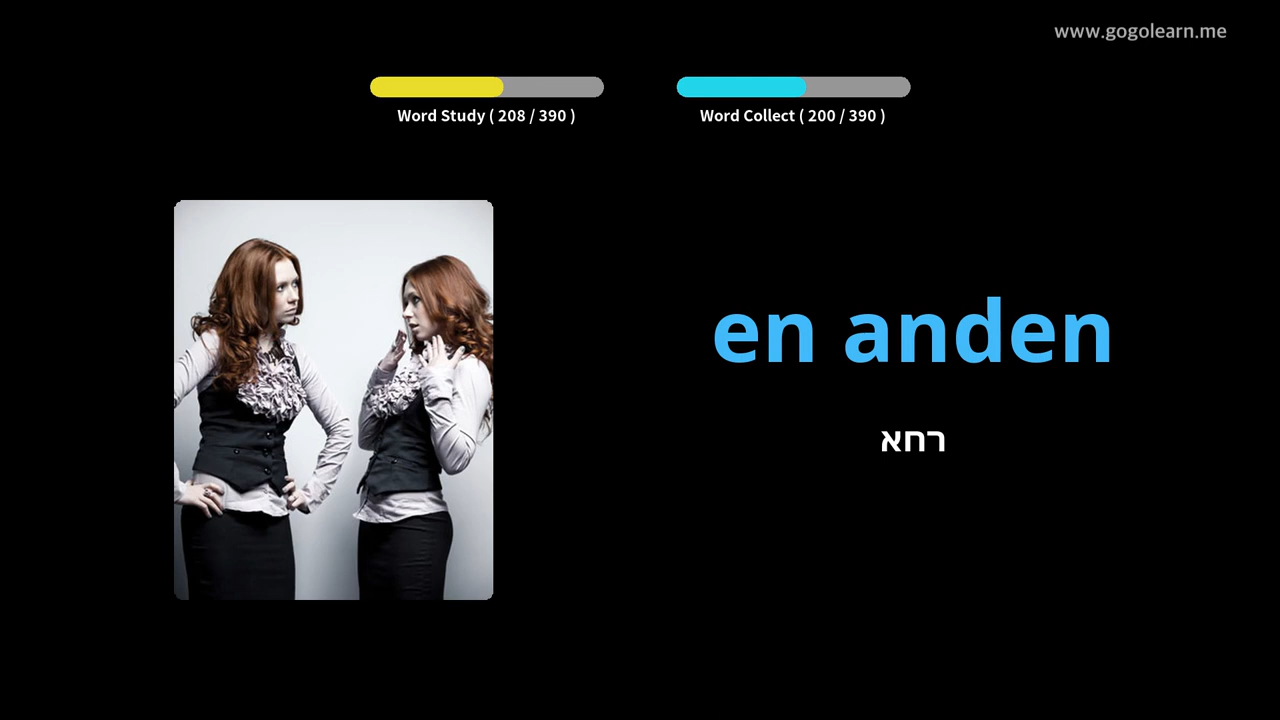 www.gogolearn.me
Word Study ( 208 / 390 )
Word Collect ( 200 / 390 )
en anden
רחא